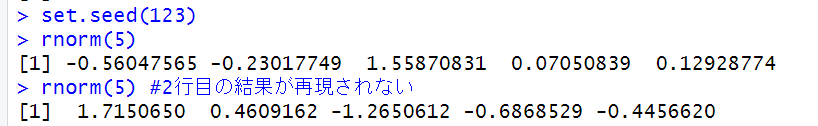 > set.seed(123)
> rnorm(5)
[1] -0.56047565 -0.23017749  1.55870831  0.07050839  0.12928774
> rnorm(5) #2行目の結果が再現されない
[1]  1.7150650  0.4609162 -1.2650612 -0.6868529 -0.4456620